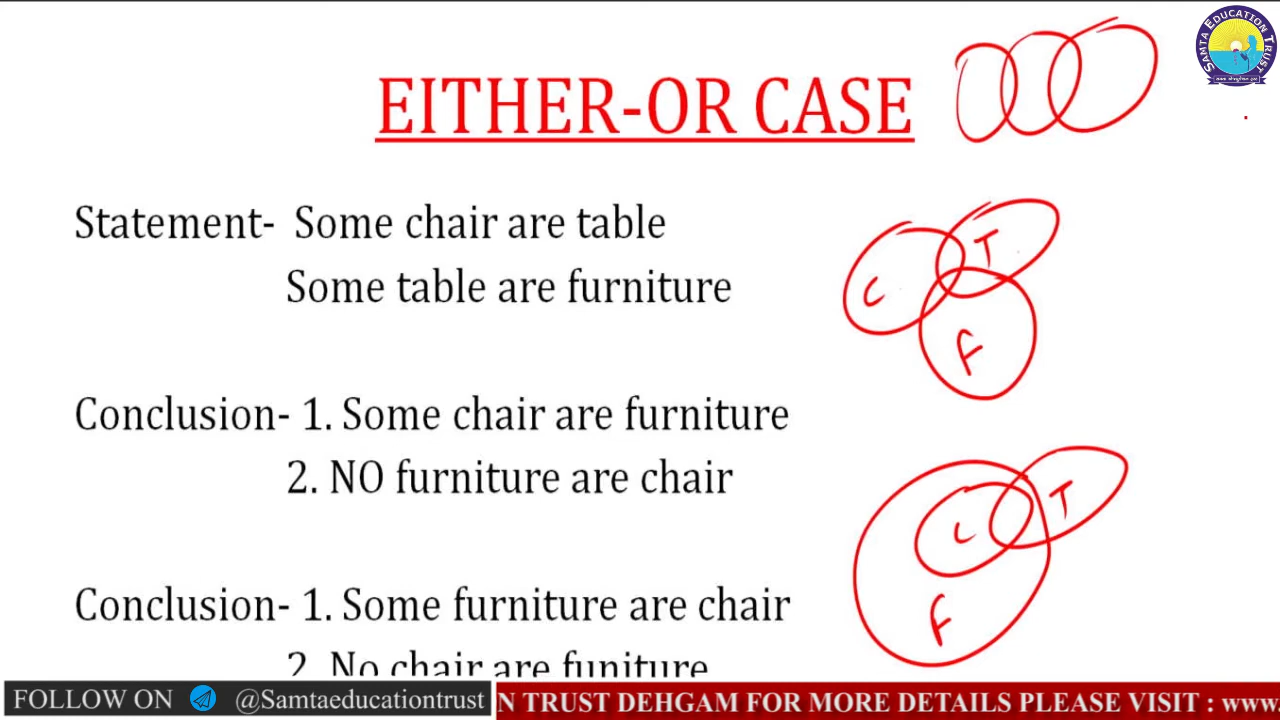 EITHER-OR CASE
SAMTA EDUCATION TRUST
Statement- Some chair are table
Some table are furniture
C T
F
Conclusion- 1. Some chair are furniture
2. NO furniture are chair
C T
F
Conclusion- 1. Some furniture are chair
2. No chair are funiture
FOLLOW ON @Samtaeducationtrust
N TRUST DEHGAM FOR MORE DETAILS PLEASE VISIT : www.